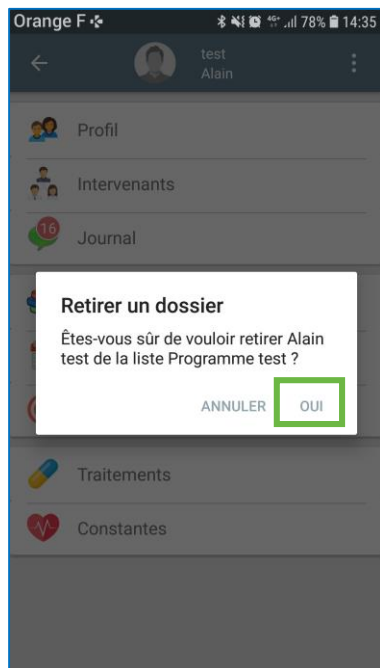 Orange F 78% 14:35
test
Alain
Profil
Intervenants
16
Journal
Retirer un dossier
Êtes-vous sûr de vouloir retirer Alain
test de la liste Programme test ?
ANNULER OUI
Traitements
Constantes